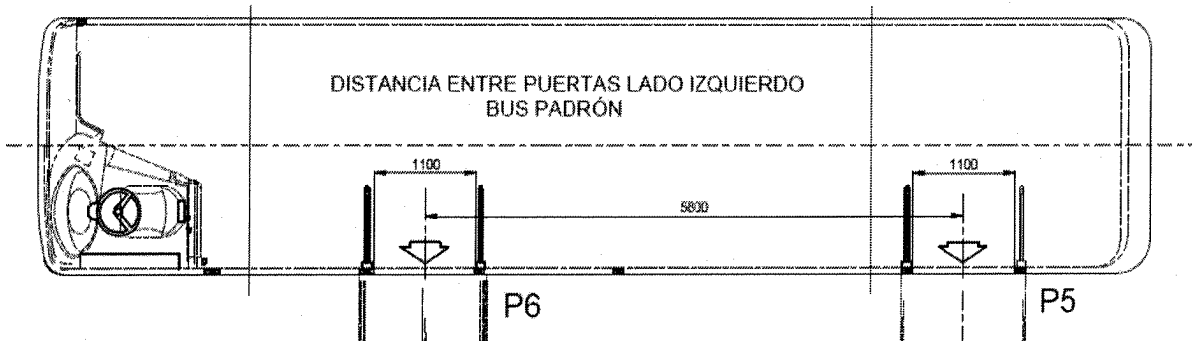 DISTANCIA ENTRE PUERTAS LADO IZQUIERDO
BUS PADRÓN
1100
1100
5800
P6
P5